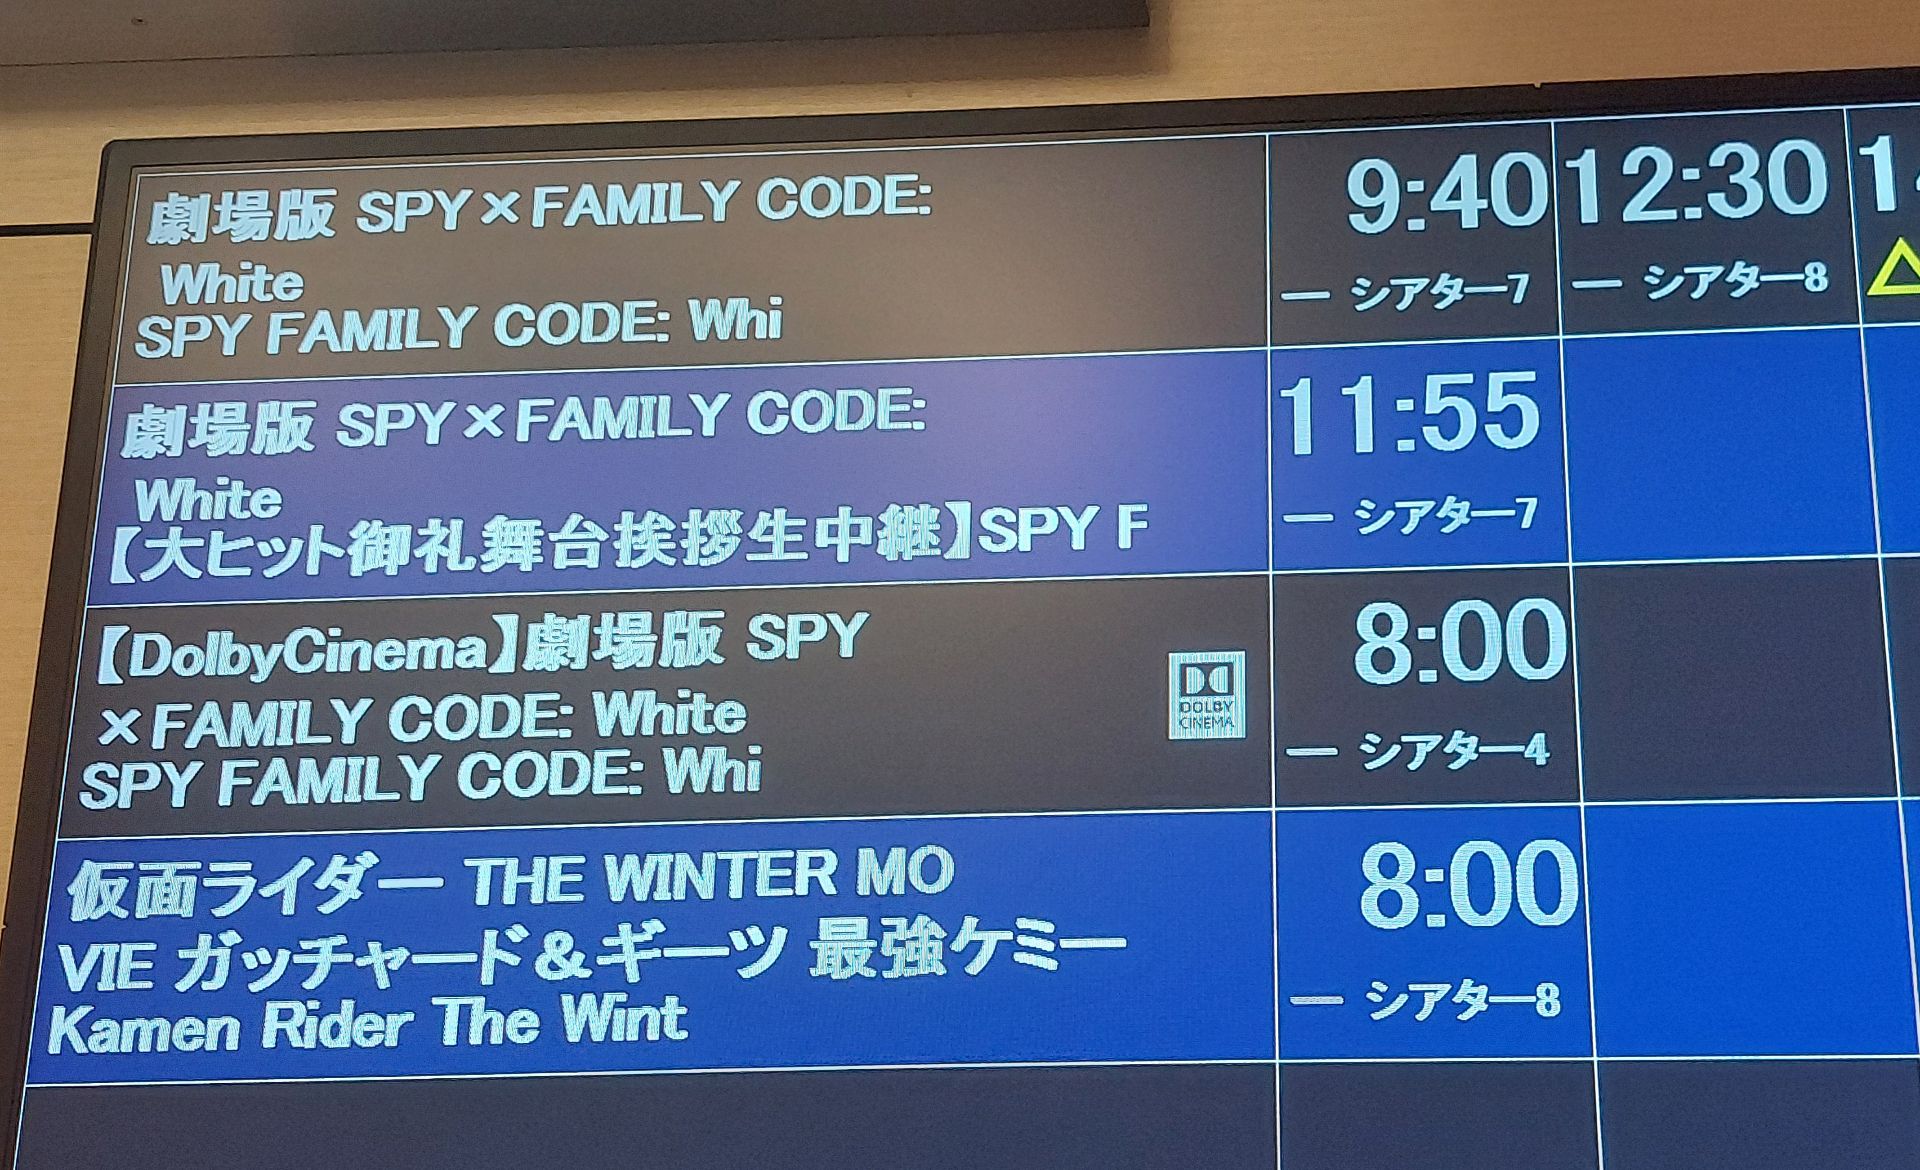 劇場版 SPY×FAMILY CODE:
White
SPY FAMILY CODE: Whi
9:40
ー シアター7
12:30
ー シアター8
劇場版 SPY×FAMILY CODE:
White
【大ヒット御礼舞台挨拶生中継】SPY F
11:55
ー シアター7
【DolbyCinema】劇場版 SPY
×FAMILY CODE: White
SPY FAMILY CODE: Whi
DOLBY
CINEMA
8:00
ー シアター4
仮面ライダー THE WINTER MO
VIE ガッチャード&ギーツ 最強ケミー
Kamen Rider The Wint
8:00
ー シアター8